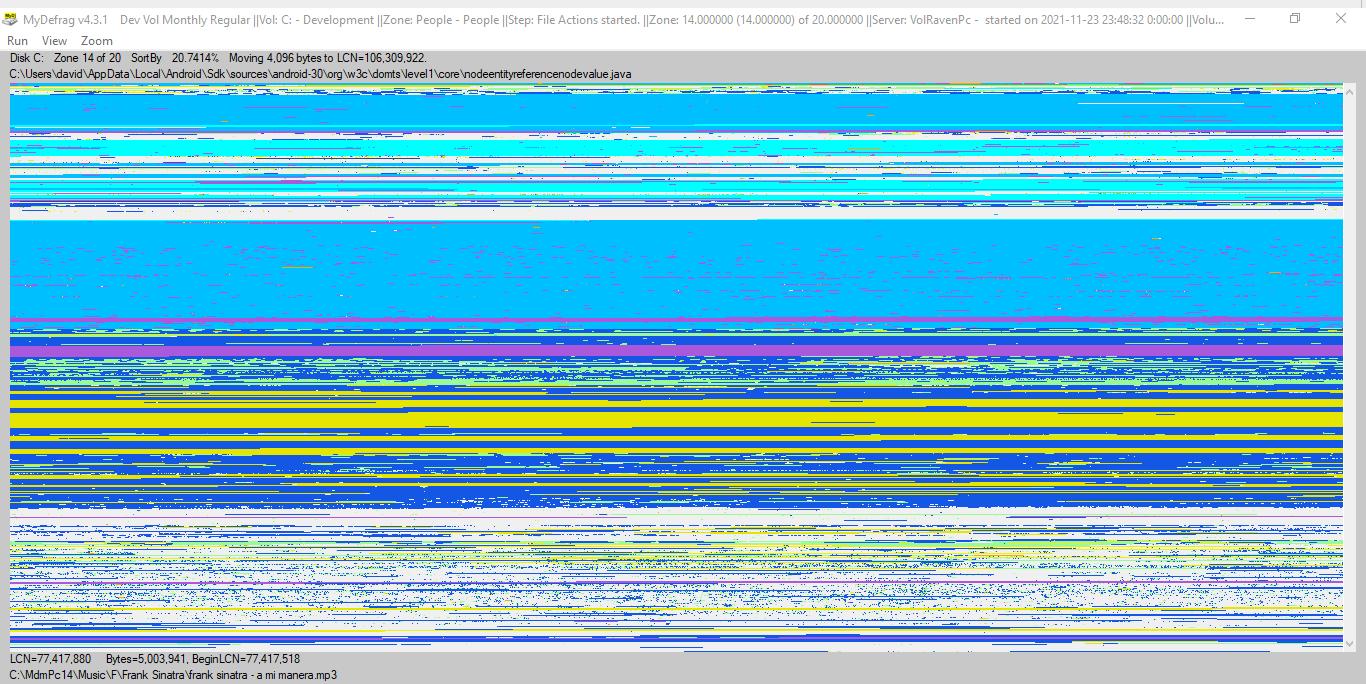 MyDefrag v4.3.1 Dev Vol Monthly Regular ||Vol: C: - Development ||Zone: People - People ||Step: File Actions started. ||Zone: 14.000000 (14.000000) of 20.000000 ||Server: VolRavenPc - started on 2021-11-23 23:48:32 0:00:00 ||Volu...
Run View Zoom
Disk C: Zone 14 of 20 SortBy 20.7414% Moving 4,096 bytes to LCN=106,309,922.
C:\Users\david\AppData\Local\Android\Sdk\sources\android-30\org\w3c\domts\level1\core\nodeentityreferencenodevalue.java
LCN=77,417,880 Bytes=5,003,941, BeginLCN=77,417,518
C:\MdmPc14\Music\F\Frank Sinatra\frank sinatra - a mi manera.mp3